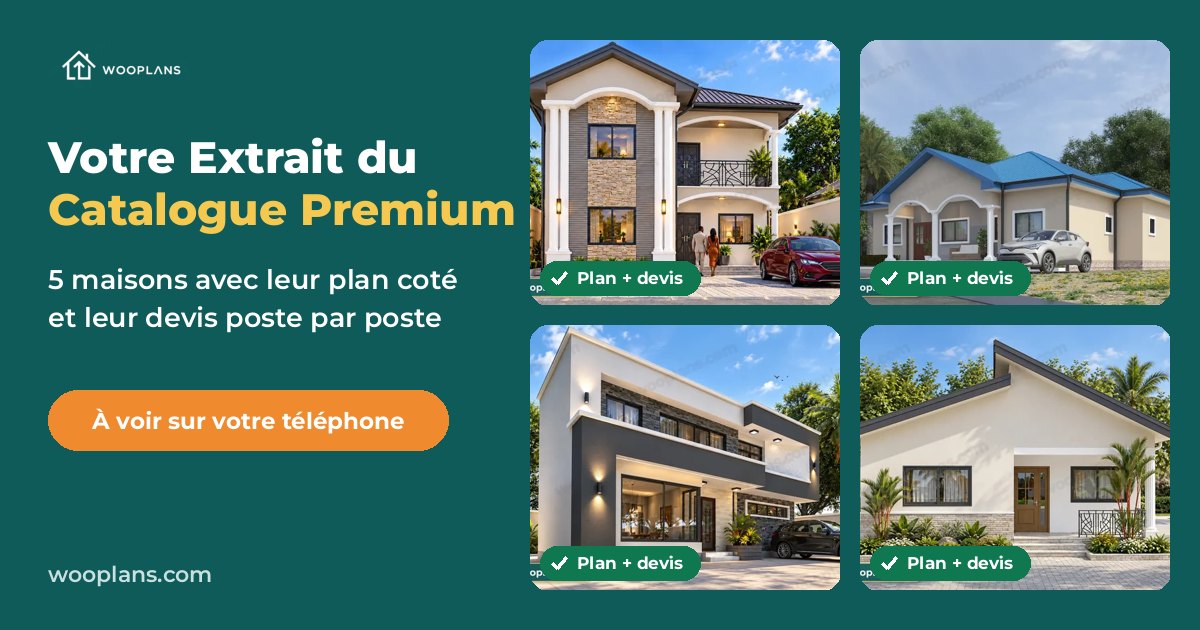 WOOPLANS
Votre Extrait du
Catalogue Premium
5 maisons avec leur plan coté
et leur devis poste par poste
À voir sur votre téléphone
wooplans.com
Plan + devis
Plan + devis
Plan + devis
Plan + devis